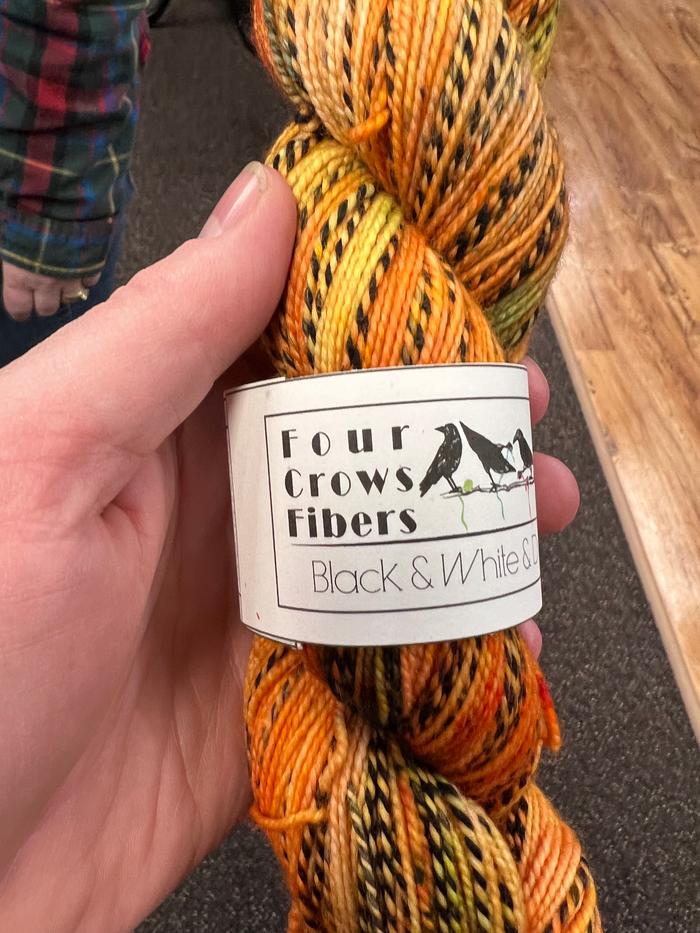 Four
Crows
Fibers
Black & White &